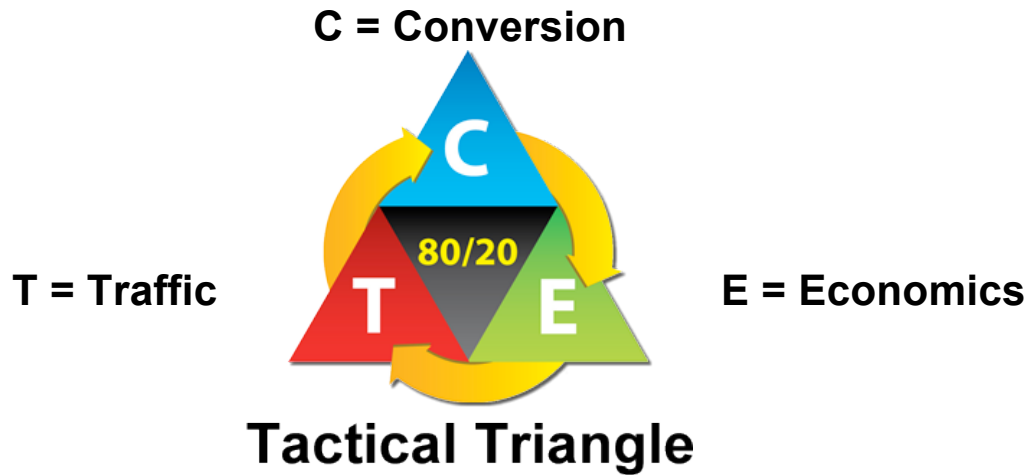 C = Conversion
C
80/20
T = Traffic
T
E
E = Economics
Tactical Triangle